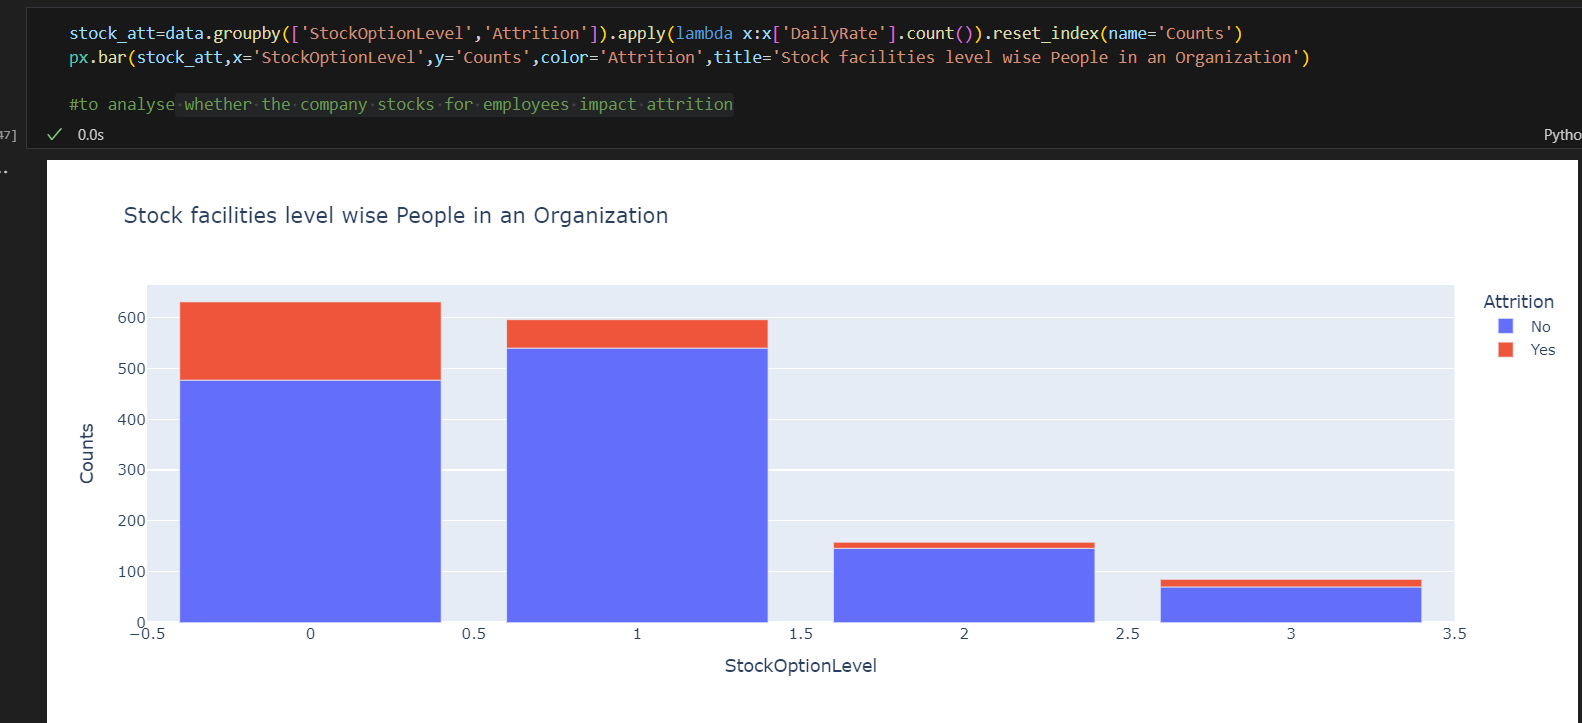 stock_att=data.groupby(['StockOptionLevel','Attrition']).apply(lambda x:x['DailyRate'].count()).reset_index(name='Counts')
px.bar(stock_att,x='StockOptionLevel',y='Counts',color='Attrition',title='Stock facilities level wise People in an Organization')
#to analyse whether the company stocks for employees impact attrition
47]
0.0s
Pytho
Stock facilities level wise People in an Organization
Attrition
No
Yes
600
500
400
300
200
100
0
Counts
−0.5 0 0.5 1 1.5 2 2.5 3 3.5
StockOptionLevel